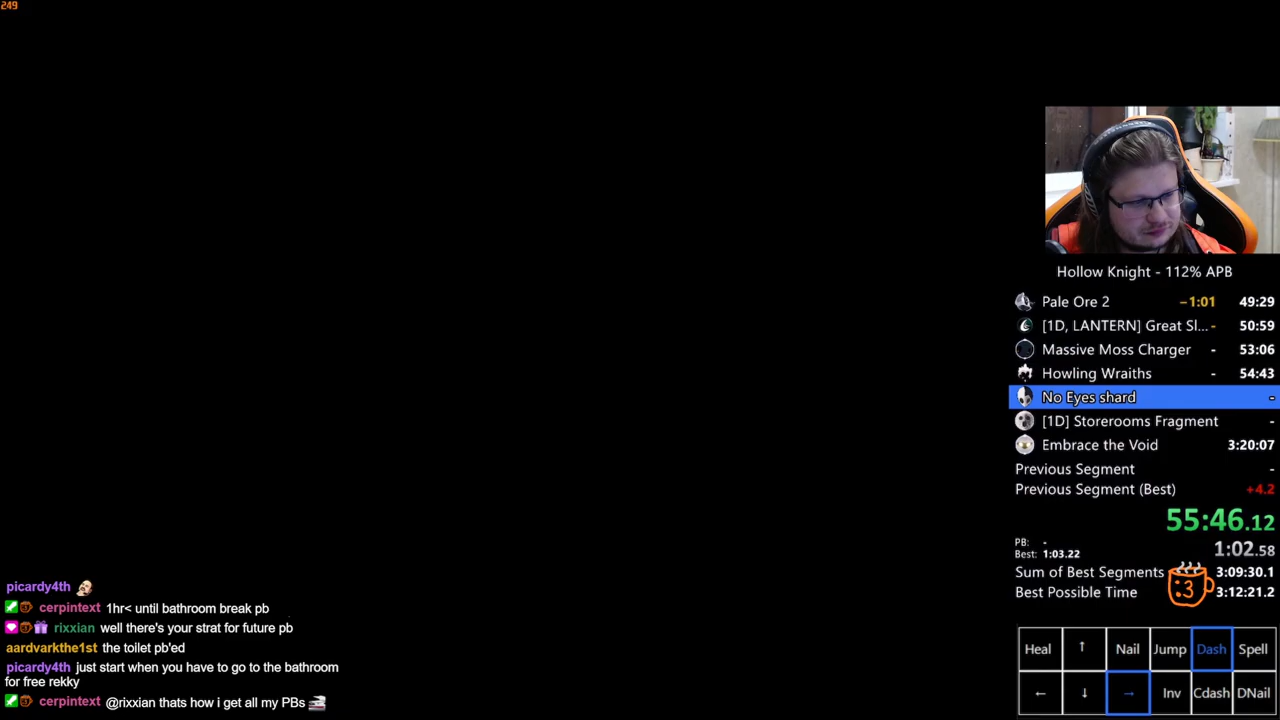 249
Hollow Knight - 112% APB
Pale Ore 2 −1:01 49:29
[1D, LANTERN] Great Sl... - 50:59
Massive Moss Charger - 53:06
Howling Wraiths - 54:43
No Eyes shard -
[1D] Storerooms Fragment -
Embrace the Void 3:20:07
Previous Segment -
Previous Segment (Best) +4.2
55:46.12
PB: -
Best: 1:03.22 1:02.58
Sum of Best Segments 3:09:30.1
Best Possible Time 3:12:21.2
:3
Heal ↑ Nail Jump Dash Spell
← ↓ → Inv Cdash DNail
picardy4th
cerpintext 1hr< until bathroom break pb
rixxian well there's your strat for future pb
aardvarkthe1st the toilet pb'ed
picardy4th just start when you have to go to the bathroom
for free rekky
cerpintext @rixxian thats how i get all my PBs